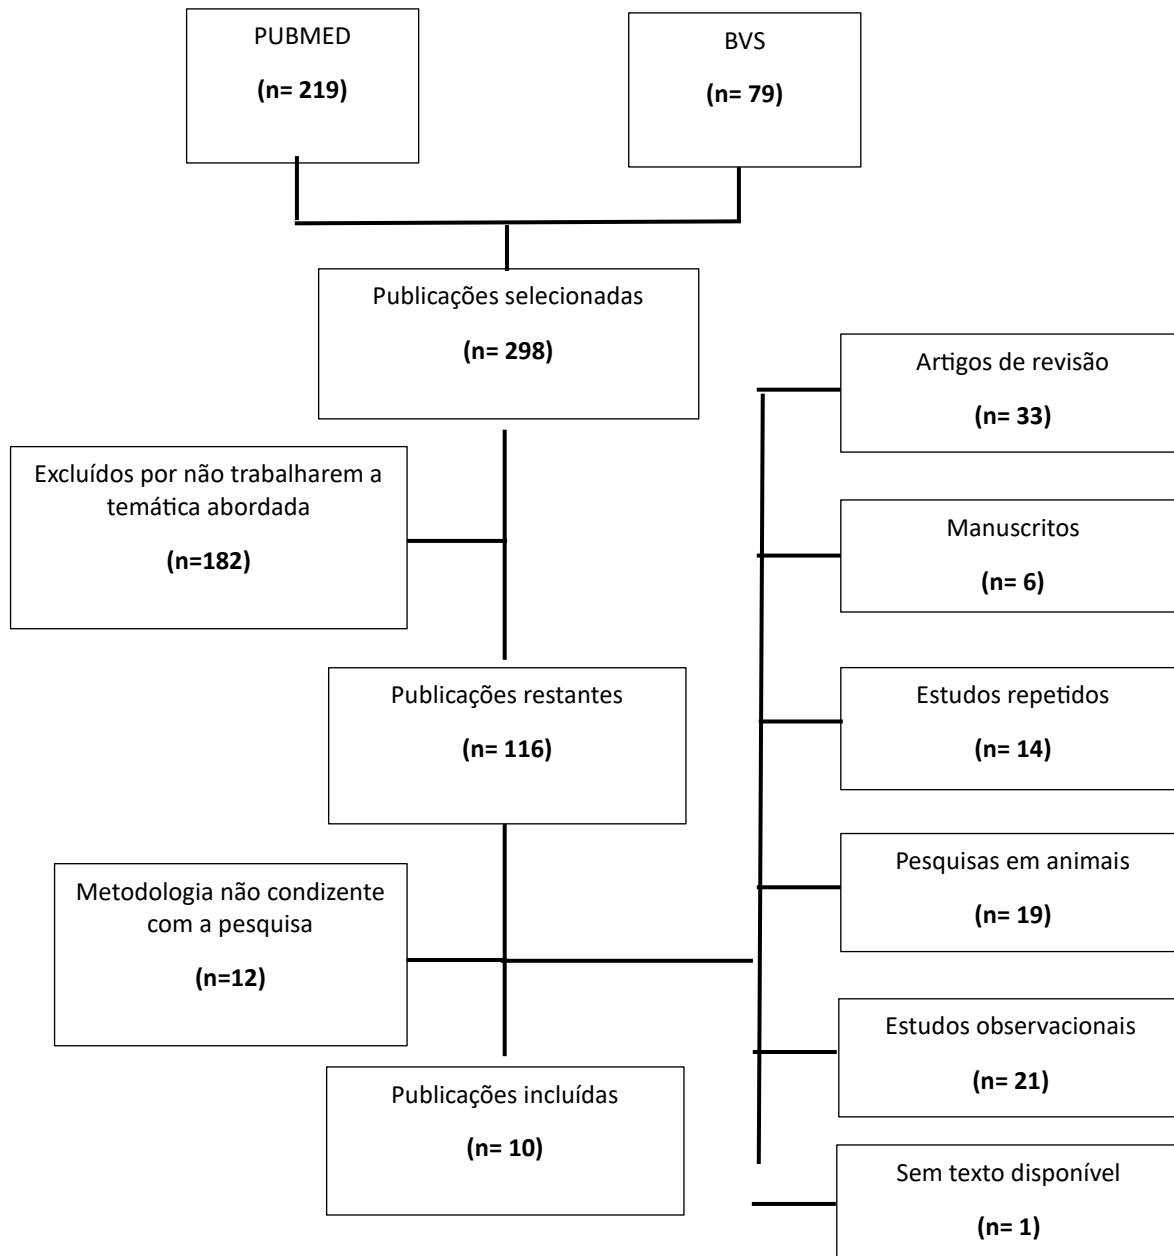 PUBMED
(n= 219)
BVS
(n= 79)
Publicações selecionadas
(n= 298)
Excluídos por não trabalharem a
temática abordada
(n=182)
Publicações restantes
(n= 116)
Metodologia não condizente
com a pesquisa
(n=12)
Publicações incluídas
(n= 10)
Artigos de revisão
(n= 33)
Manuscritos
(n= 6)
Estudos repetidos
(n= 14)
Pesquisas em animais
(n= 19)
Estudos observacionais
(n= 21)
Sem texto disponível
(n= 1)